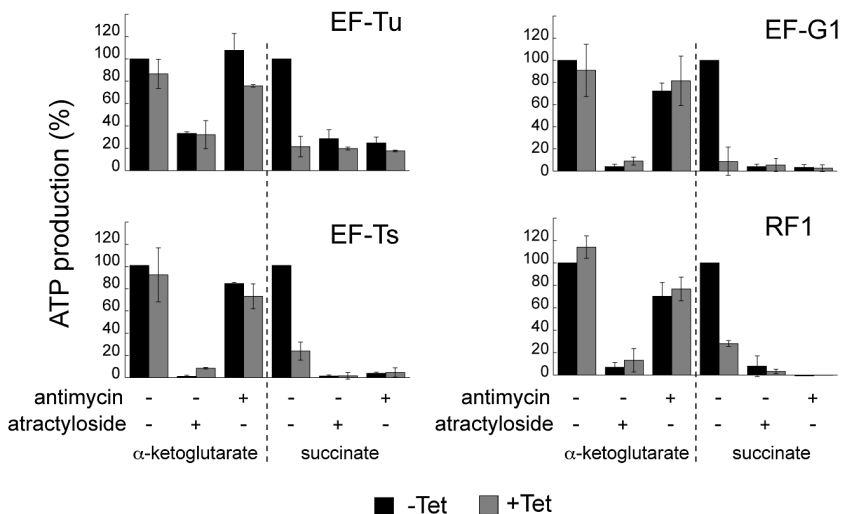 EF-Tu
EF-G1
120
100
80
60
40
20
0
120
100
80
60
40
20
0
ATP production (%)
EF-Ts
RF1
120
100
80
60
40
20
0
120
100
80
60
40
20
0
antimycin - - + - - +
atractyloside - + - - + -
α-ketoglutarate succinate
antimycin - - + - - +
atractyloside - + - - + -
α-ketoglutarate succinate
-Tet +Tet